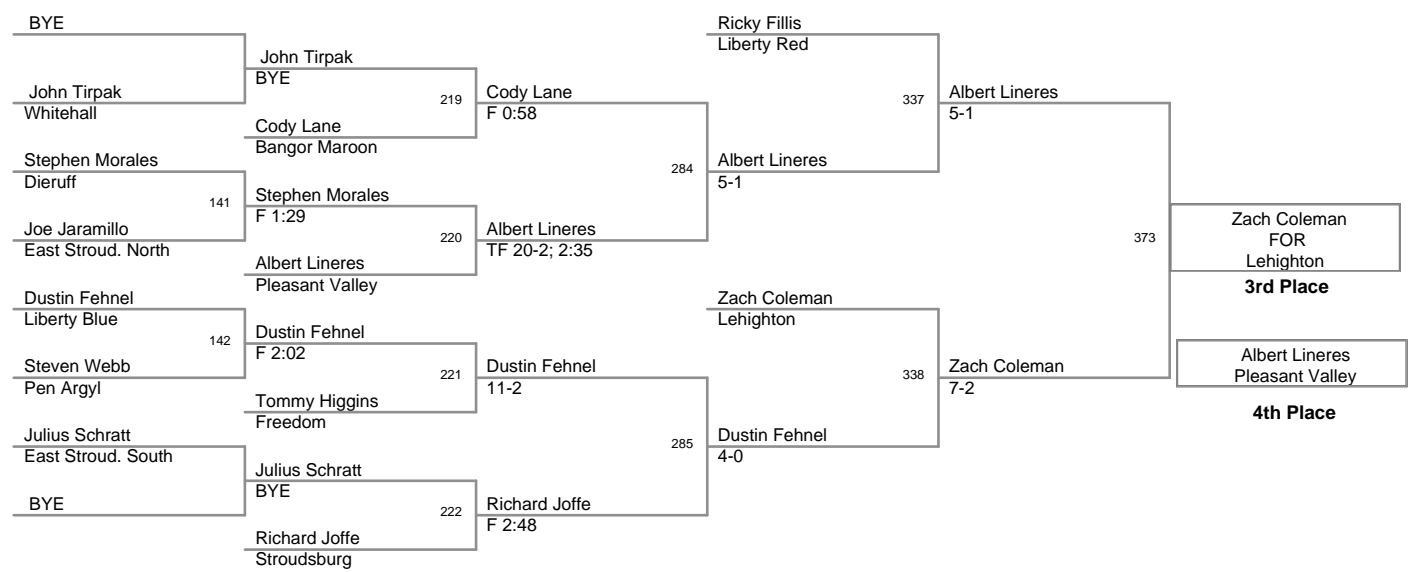 BYE
John Tirpak
Whitehall
Stephen Morales
Dieruff
141
Joe Jaramillo
East Stroud. North
Dustin Fehnel
Liberty Blue
142
Steven Webb
Pen Argyl
Julius Schratt
East Stroud. South
BYE
John Tirpak
BYE
219
Cody Lane
Bangor Maroon
Stephen Morales
F 1:29
220
Albert Lineres
Pleasant Valley
Dustin Fehnel
F 2:02
221
Tommy Higgins
Freedom
Julius Schratt
BYE
222
Richard Joffe
Stroudsburg
Cody Lane
F 0:58
284
Albert Lineres
TF 20-2; 2:35
Dustin Fehnel
11-2
285
Richard Joffe
F 2:48
Ricky Fillis
Liberty Red
337
Albert Lineres
5-1
Zach Coleman
Lehighton
338
Dustin Fehnel
4-0
Albert Lineres
5-1
373
Zach Coleman
7-2
Zach Coleman
FOR
Lehighton
3rd Place
Albert Lineres
Pleasant Valley
4th Place